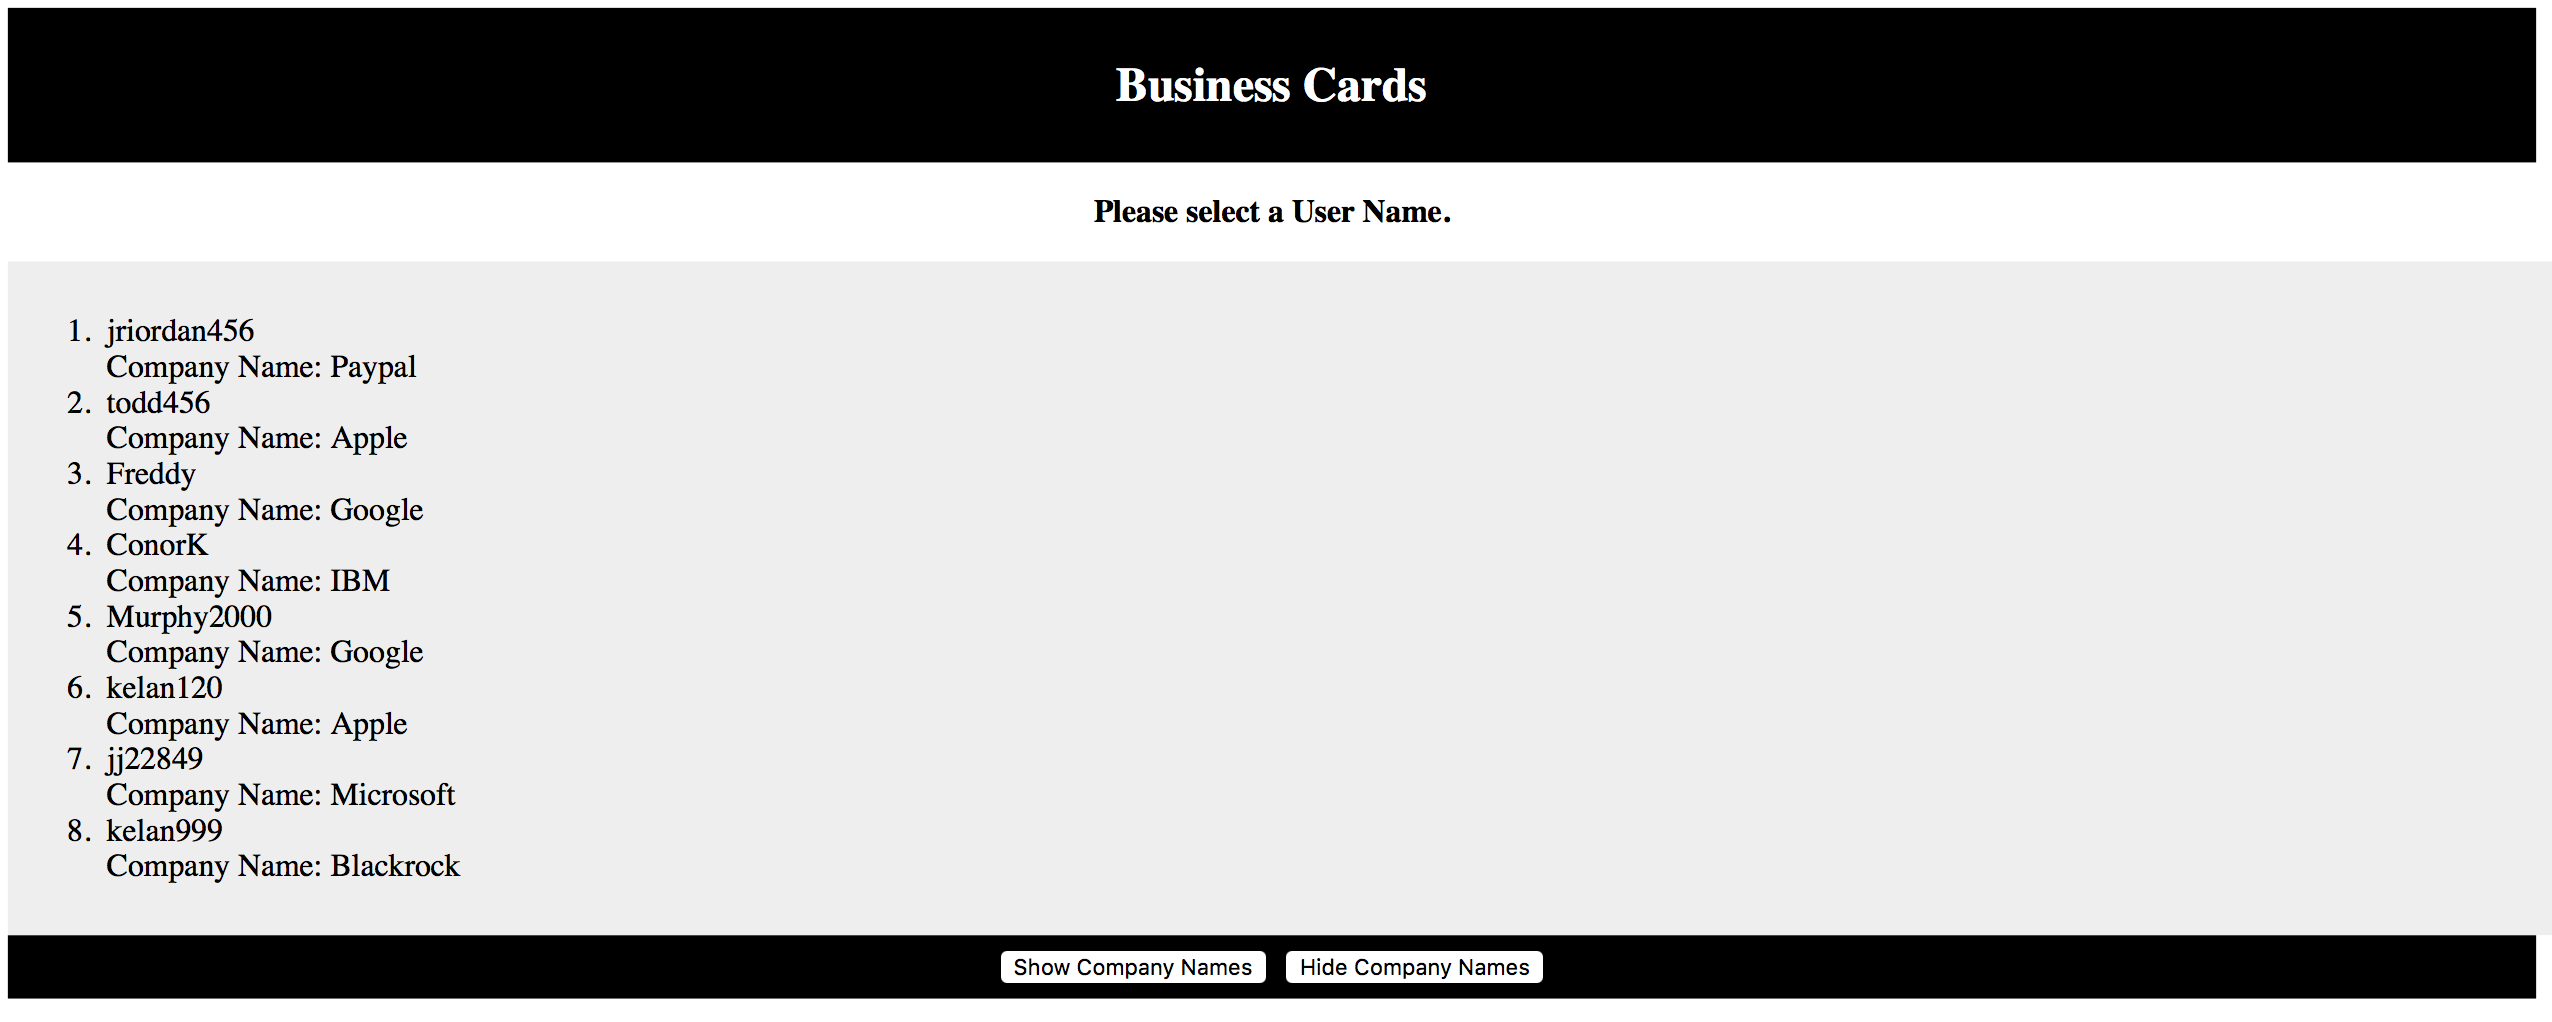 Business Cards
Please select a User Name.
1. jriordan456
Company Name: Paypal
2. todd456
Company Name: Apple
3. Freddy
Company Name: Google
4. ConorK
Company Name: IBM
5. Murphy2000
Company Name: Google
6. kelan120
Company Name: Apple
7. jj22849
Company Name: Microsoft
8. kelan999
Company Name: Blackrock
Show Company Names Hide Company Names